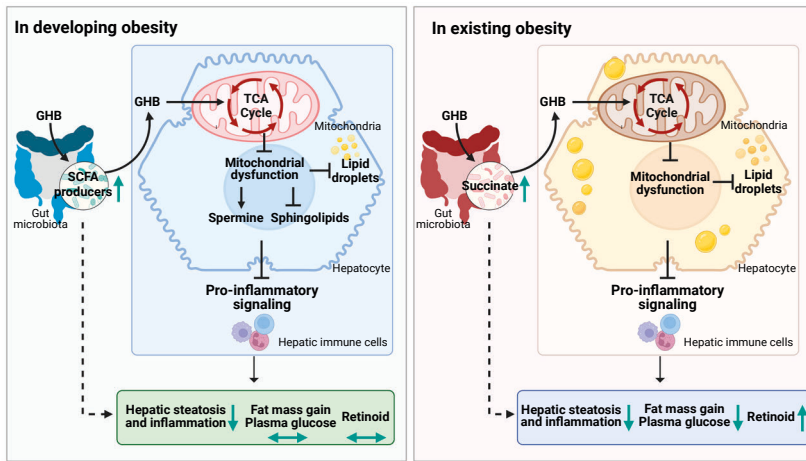 In developing obesity
GHB
GHB
TCA
Cycle
Mitochondria
SCFA
producers
Gut
microbiota
Mitochondrial
dysfunction
Lipid
droplets
Spermine
Sphingolipids
Hepatocyte
Pro-inflammatory
signaling
Hepatic immune cells
Hepatic steatosis
and inflammation
Fat mass gain
Plasma glucose
Retinoid
In existing obesity
GHB
GHB
TCA
Cycle
Mitochondria
Succinate
Gut
microbiota
Mitochondrial
dysfunction
Lipid
droplets
Hepatocyte
Pro-inflammatory
signaling
Hepatic immune cells
Hepatic steatosis
and inflammation
Fat mass gain
Plasma glucose
Retinoid